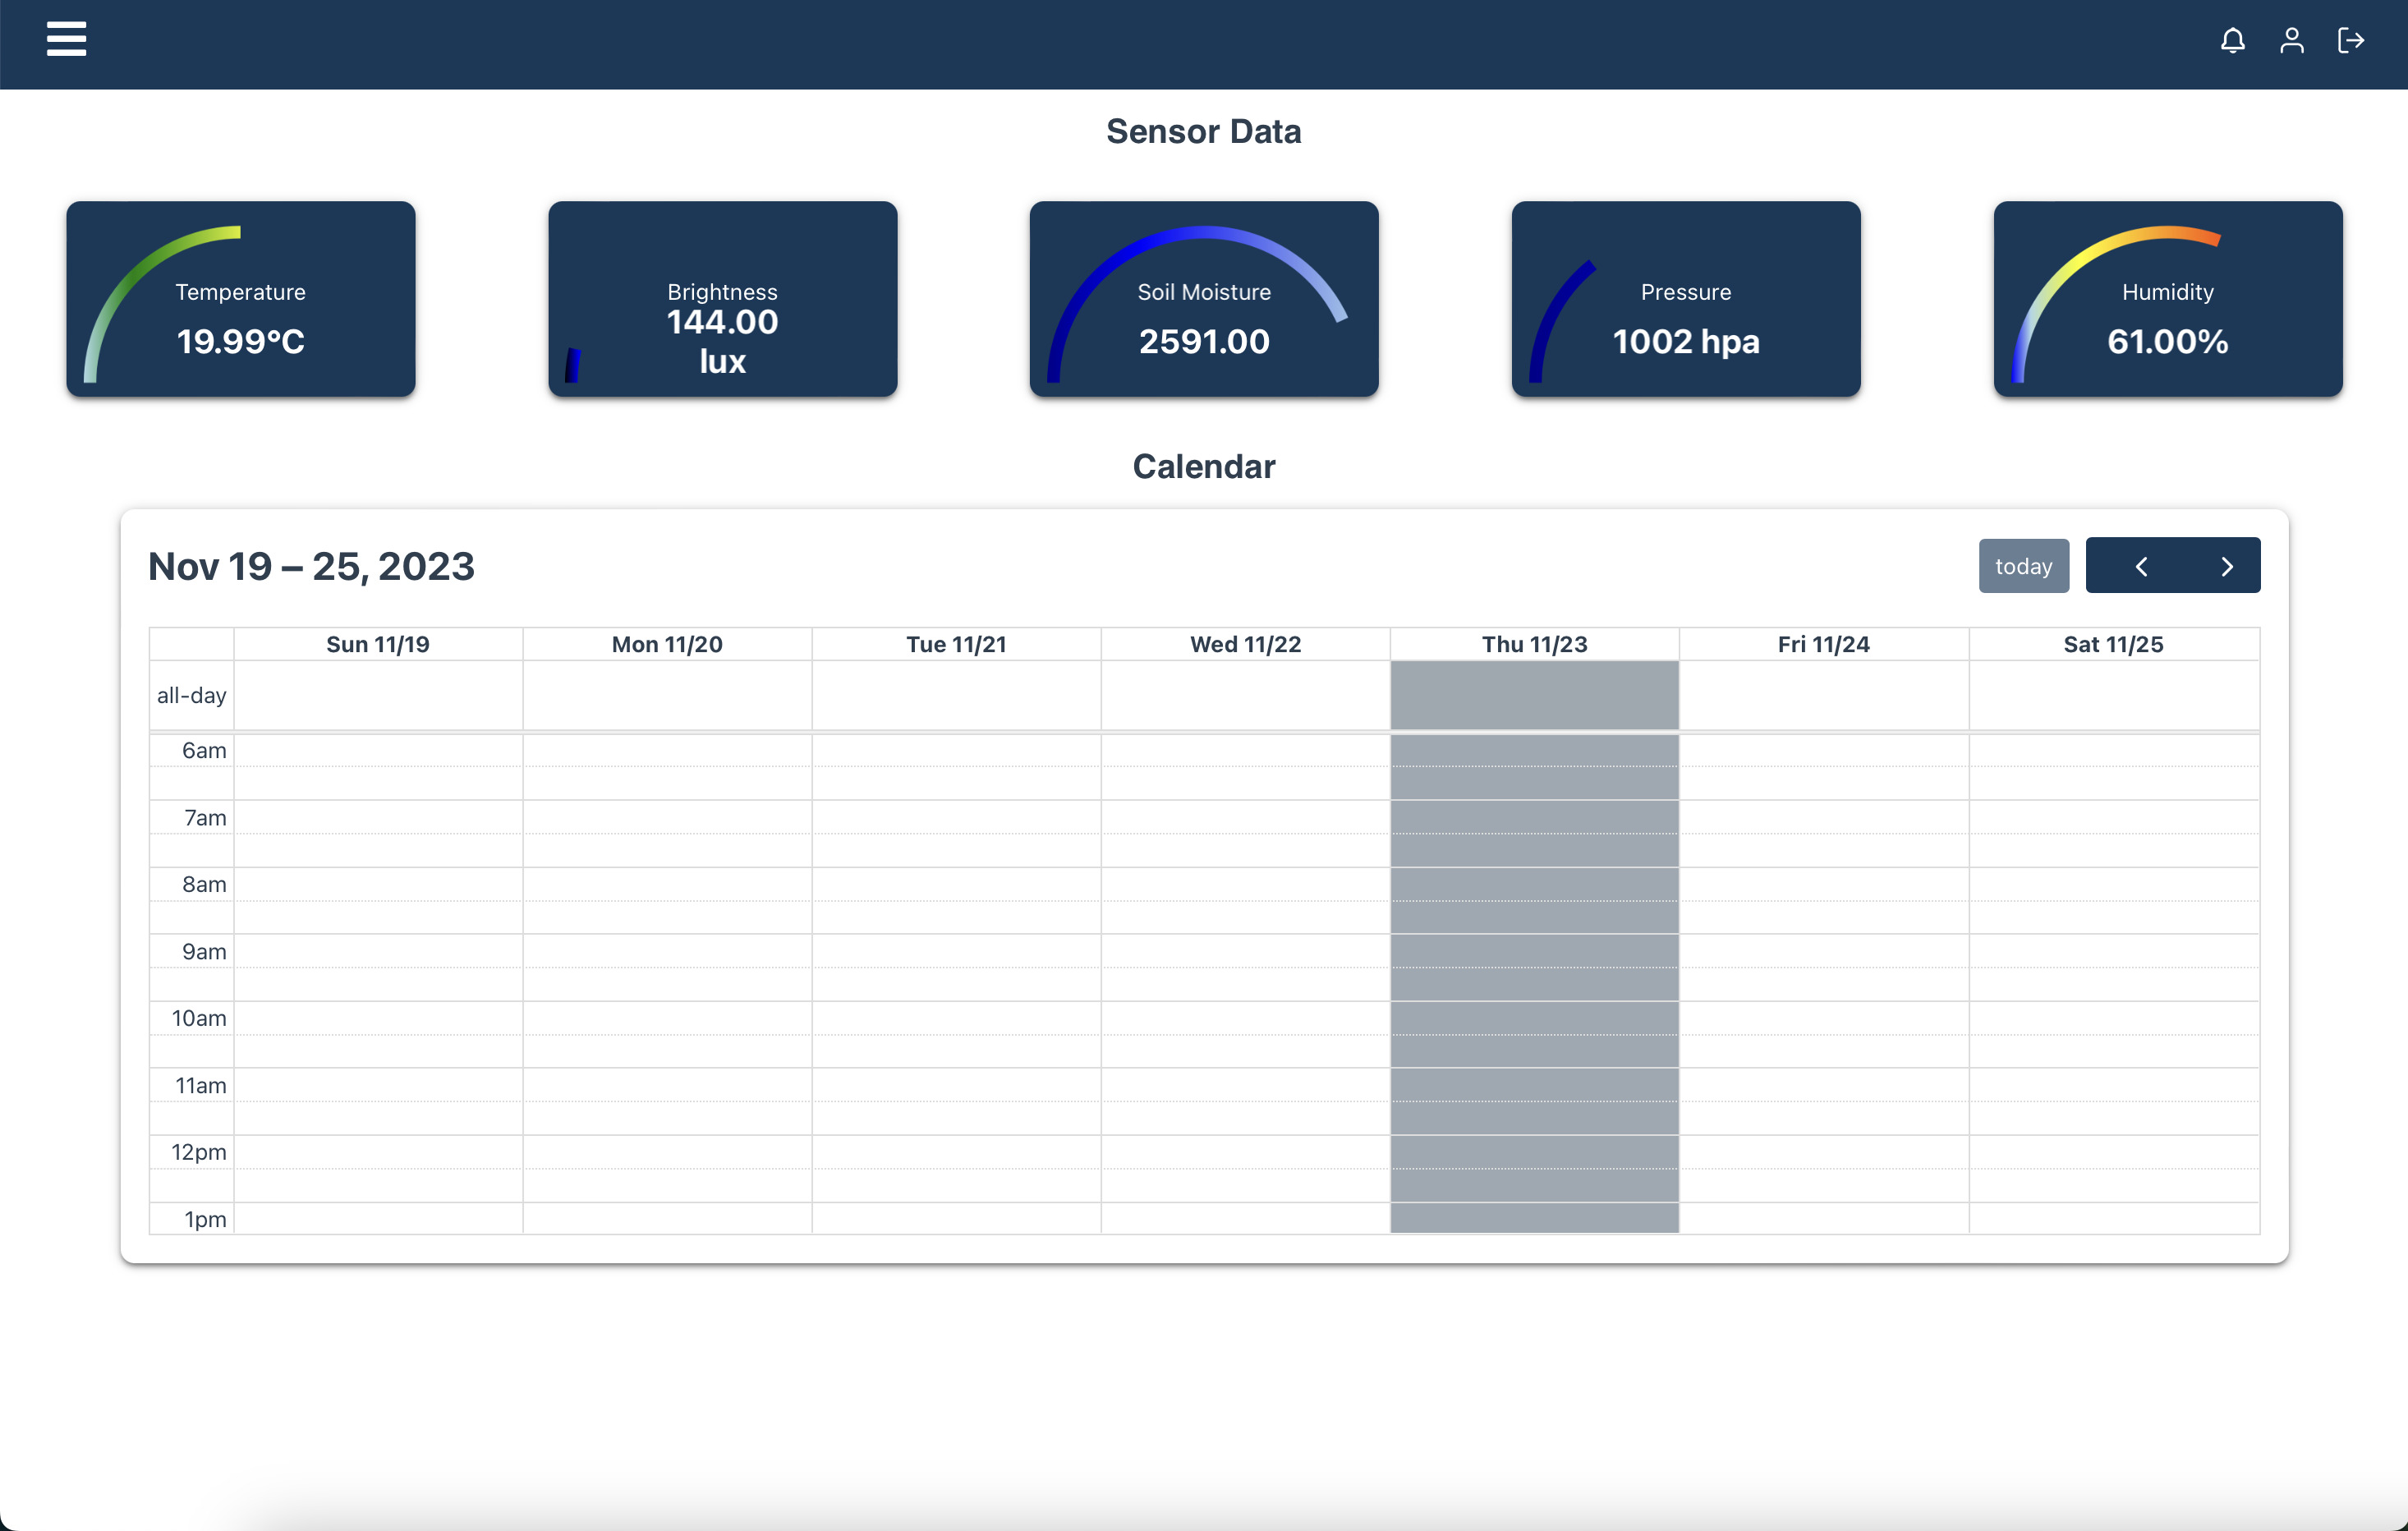 Sensor Data
Temperature
19.99°C
Brightness
144.00
lux
Soil Moisture
2591.00
Pressure
1002 hpa
Humidity
61.00%
Calendar
Nov 19 – 25, 2023
today
Sun 11/19 Mon 11/20 Tue 11/21 Wed 11/22 Thu 11/23 Fri 11/24 Sat 11/25
all-day
6am
7am
8am
9am
10am
11am
12pm
1pm